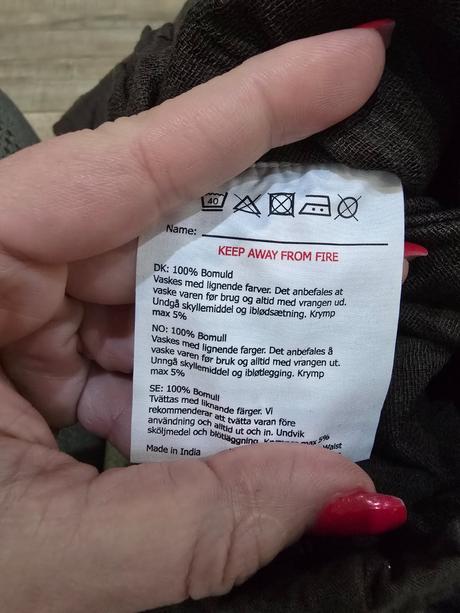 40
Name:
KEEP AWAY FROM FIRE
DK: 100% Bomuld
Vaskes med lignende farver. Det anbefales at
vaske varen før brug og altid med vrangen ud.
Undgå skyllemiddel og iblødsætning. Krymp
max 5%
NO: 100% Bomull
Vaskes med lignende farger. Det anbefales å
vaske varen før bruk og alltid med vrangen ut.
Unngå skyllemiddel og ibløtlegging. Krymp
max 5%
SE: 100% Bomull
Tvättas med liknande färger. Vi
rekommenderar att tvätta varan före
användning och alltid ut och in. Undvik
sköljmedel och blötläggning. Krymper max 5%
Made in India